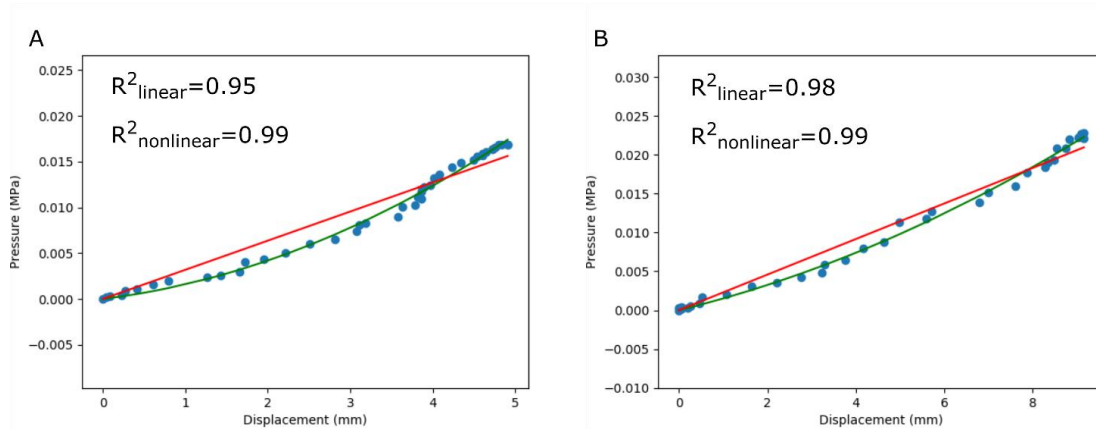 A
R²linear=0.95
R²nonlinear=0.99
0.025
0.020
0.015
0.010
0.005
0.000
−0.005
Pressure (MPa)
0 1 2 3 4 5
Displacement (mm)
B
R²linear=0.98
R²nonlinear=0.99
0.030
0.020
0.010
0.005
0.000
−0.005
−0.010
0.015
0.025
Pressure (MPa)
0 2 4 6 8
Displacement (mm)